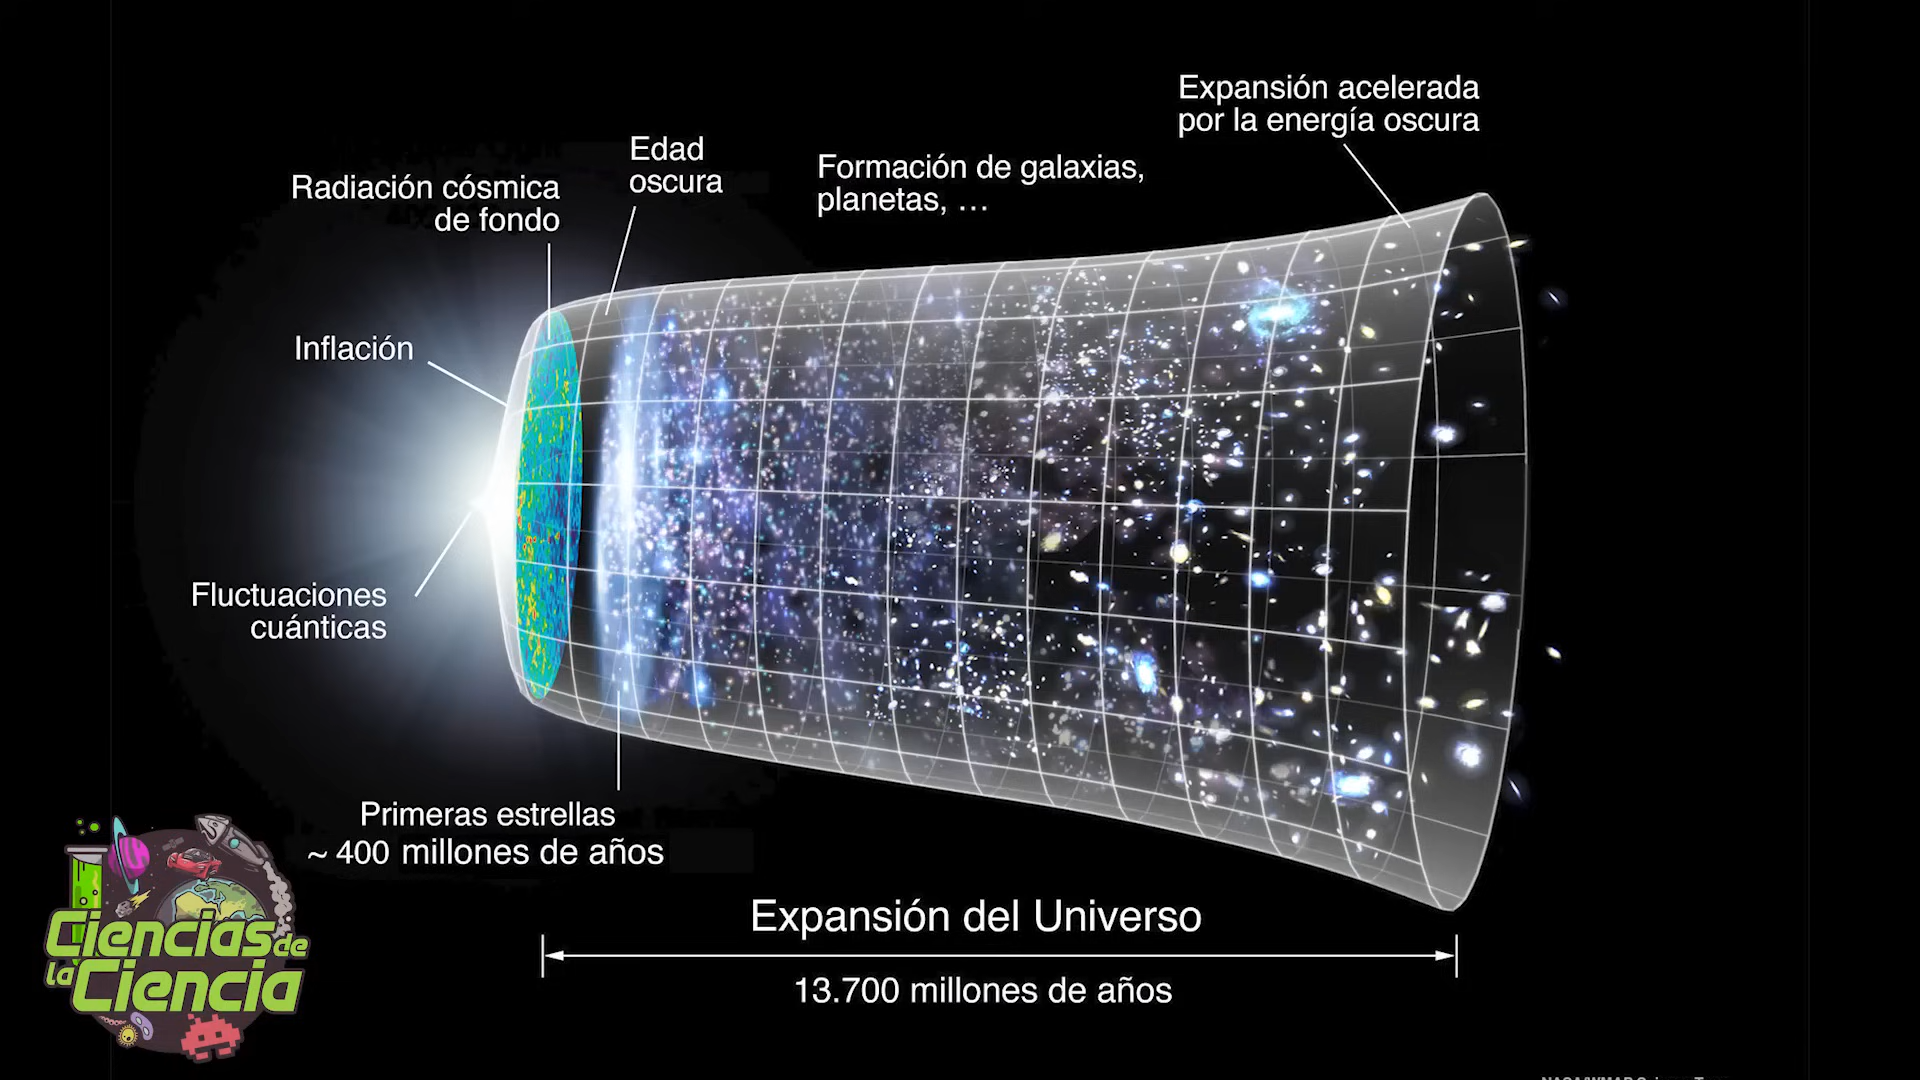 Expansión acelerada
por la energía oscura
Edad
oscura
Formación de galaxias,
planetas, …
Radiación cósmica
de fondo
Inflación
Fluctuaciones
cuánticas
Primeras estrellas
~ 400 millones de años
Expansión del Universo
13.700 millones de años
Ciencias de
la Ciencia